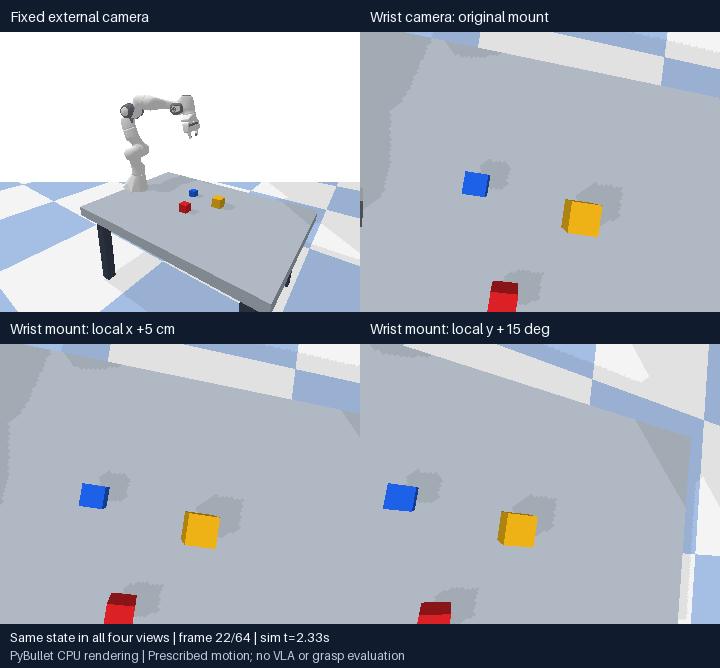 Fixed external camera
Wrist camera: original mount
Wrist mount: local x +5 cm
Wrist mount: local y + 15 deg
Same state in all four views | frame 22/64 | sim t=2.33s
PyBullet CPU rendering | Prescribed motion; no VLA or grasp evaluation